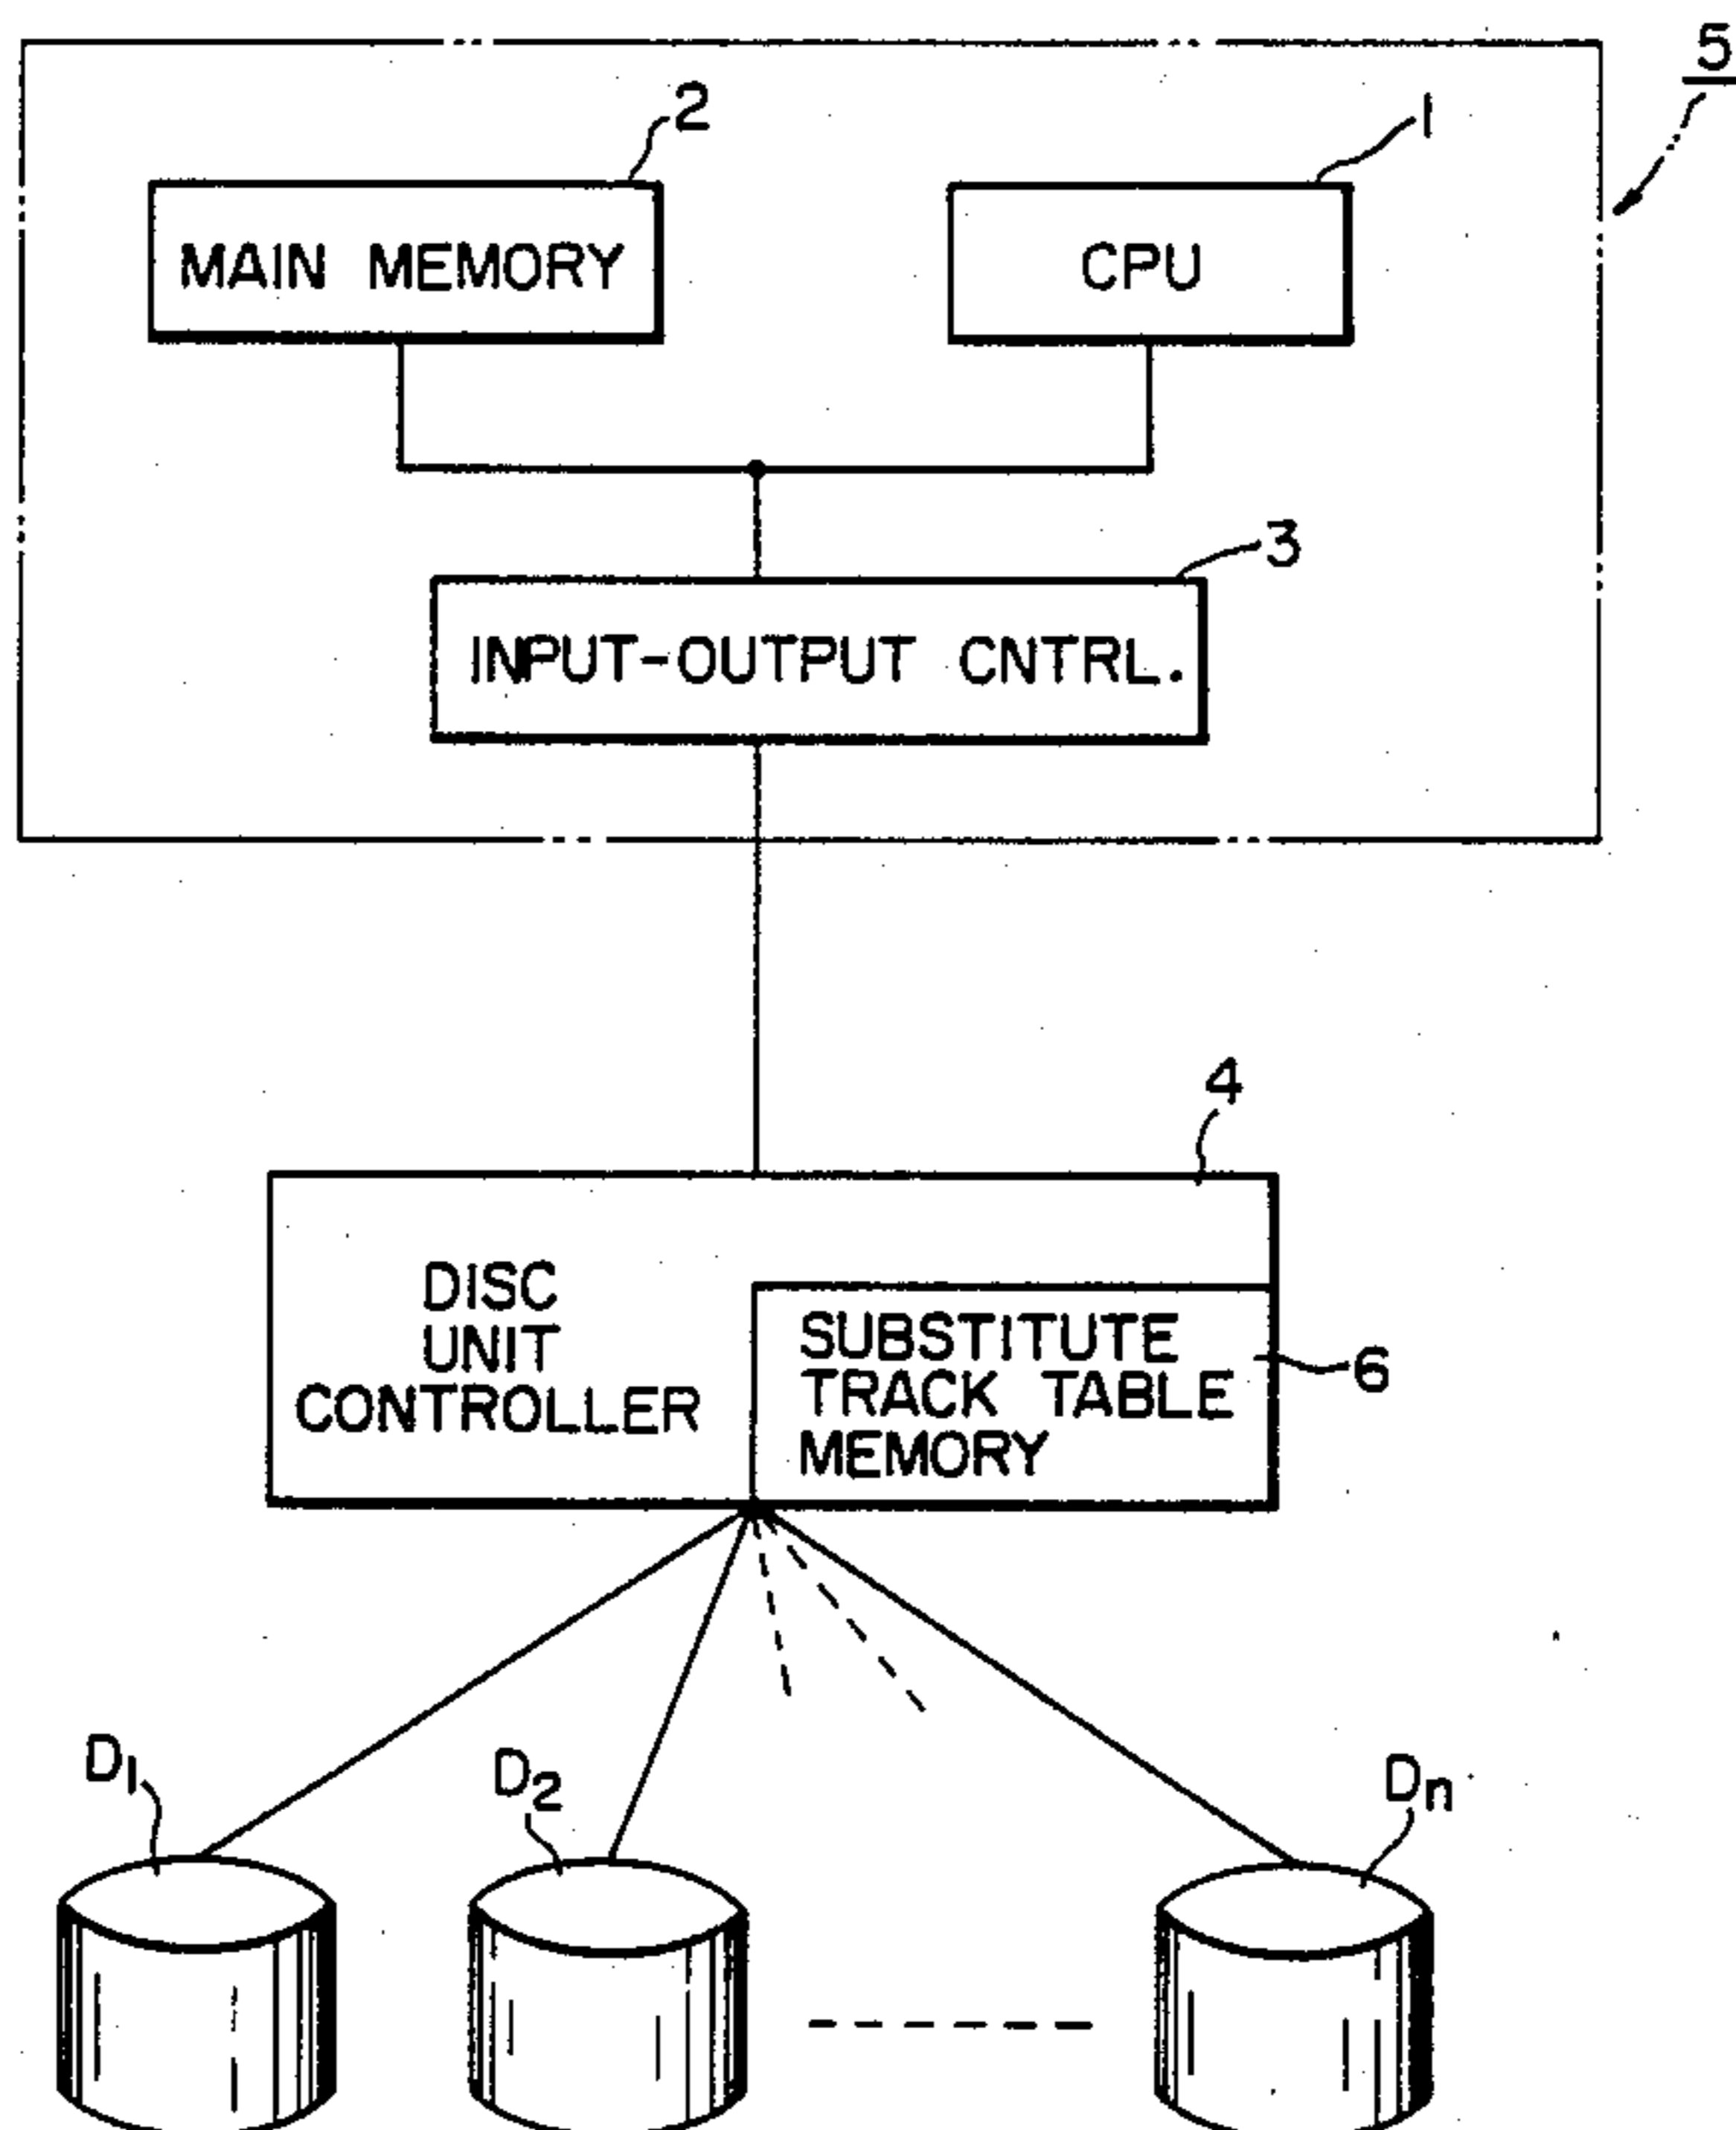 5
2
1
MAIN MEMORY
CPU
3
INPUT-OUTPUT CNTRL.
4
DISC
UNIT
CONTROLLER
SUBSTITUTE
TRACK TABLE
MEMORY
6
D1
D2
Dn